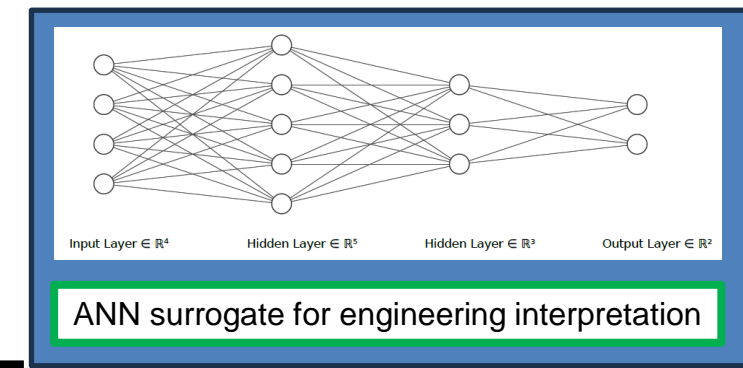 Input Layer ∈ ℝ⁴ Hidden Layer ∈ ℝ⁵ Hidden Layer ∈ ℝ³ Output Layer ∈ ℝ²
ANN surrogate for engineering interpretation